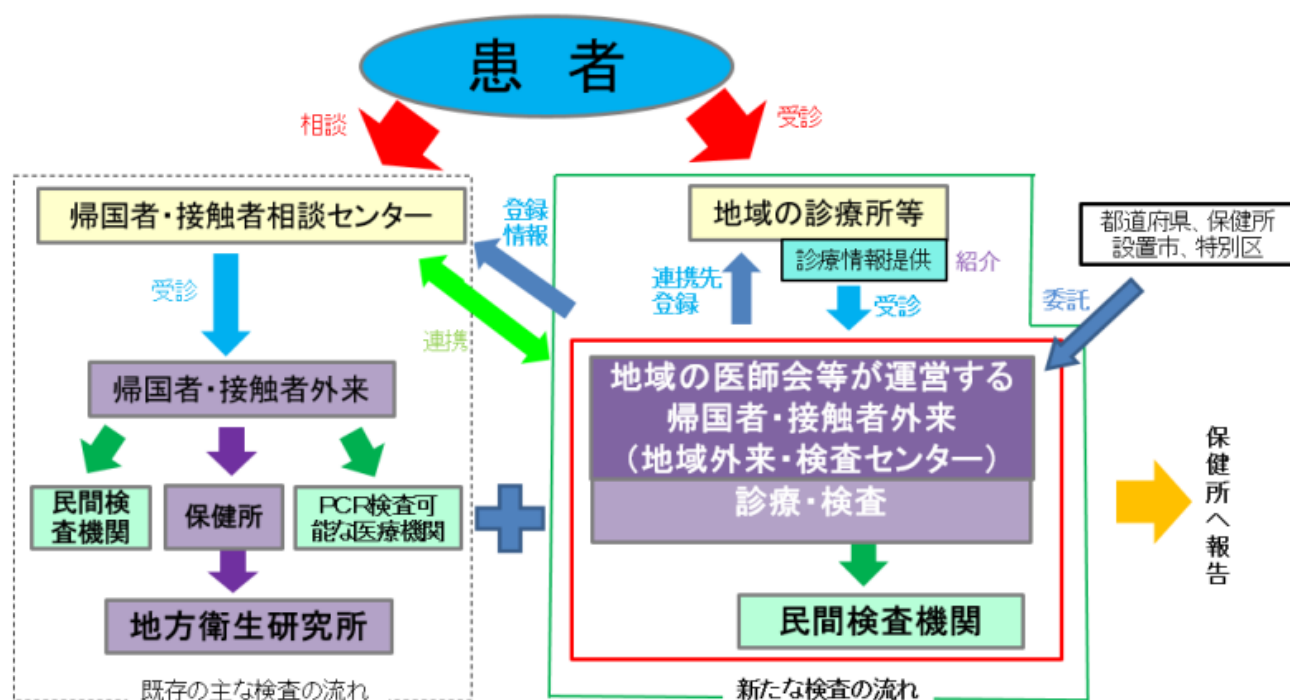 患 者
相談
受診
帰国者・接触者相談センター
受診
帰国者・接触者外来
民間検
査機関
保健所
PCR検査可
能な医療機関
地方衛生研究所
既存の主な検査の流れ
登録
情報
連携
地域の診療所等
診療情報提供
紹介
連携先
登録
受診
都道府県、保健所
設置市、特別区
委託
地域の医師会等が運営する
帰国者・接触者外来
（地域外来・検査センター）
診療・検査
民間検査機関
新たな検査の流れ
保健所へ報告